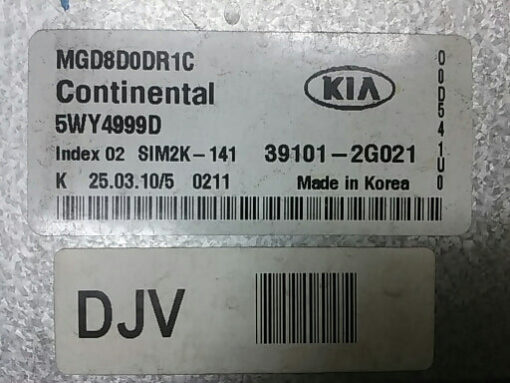 MGD8D0DR1C
Continental
KIA
5WY4999D
Index 02 SIM2K-141 39101-2G021
K 25.03.10/5 0211 Made in Korea
00D541U0
DJV